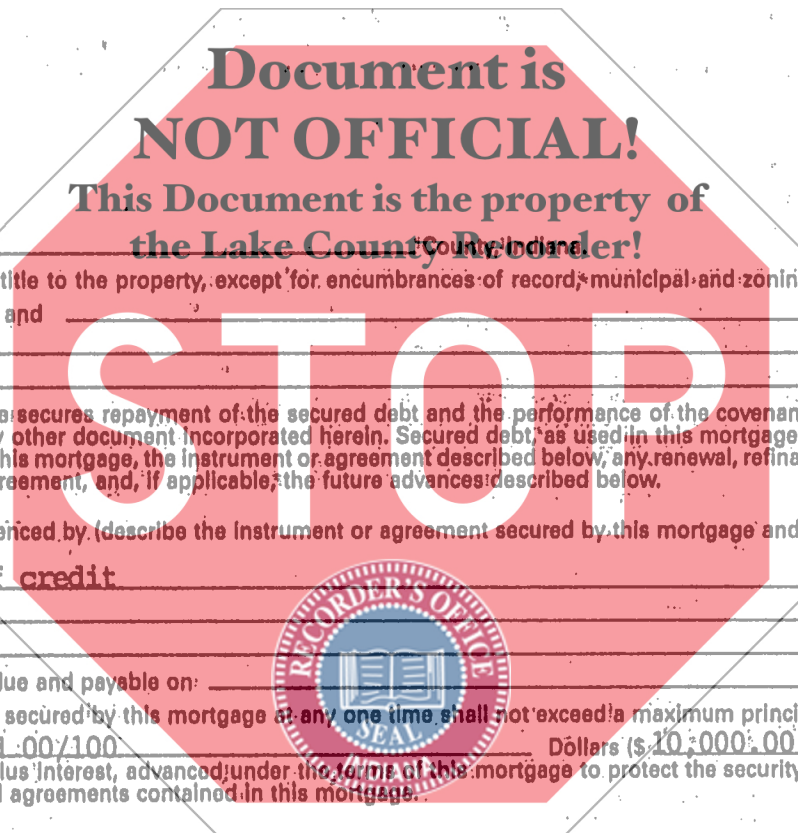 Document is
NOT OFFICIAL!
This Document is the property of
the Lake County Recorder!
County, Indiana.
title to the property, except for encumbrances of record, municipal and zonin
and
STOP
e secures repayment of the secured debt and the performance of the covenan
y other document incorporated herein. Secured debt, as used in this mortgage
his mortgage, the instrument or agreement described below, any renewal, refina
reement, and, if applicable, the future advances described below.
enced by (describe the instrument or agreement secured by this mortgage and
f credit
due and payable on:
secured by this mortgage at any one time shall not exceed a maximum princi
00/100 Dollars ($ 10,000.00
lus interest, advanced under the terms of this mortgage to protect the security
agreements contained in this mortgage.
RECORDER'S OFFICE
SEAL
INDIANA